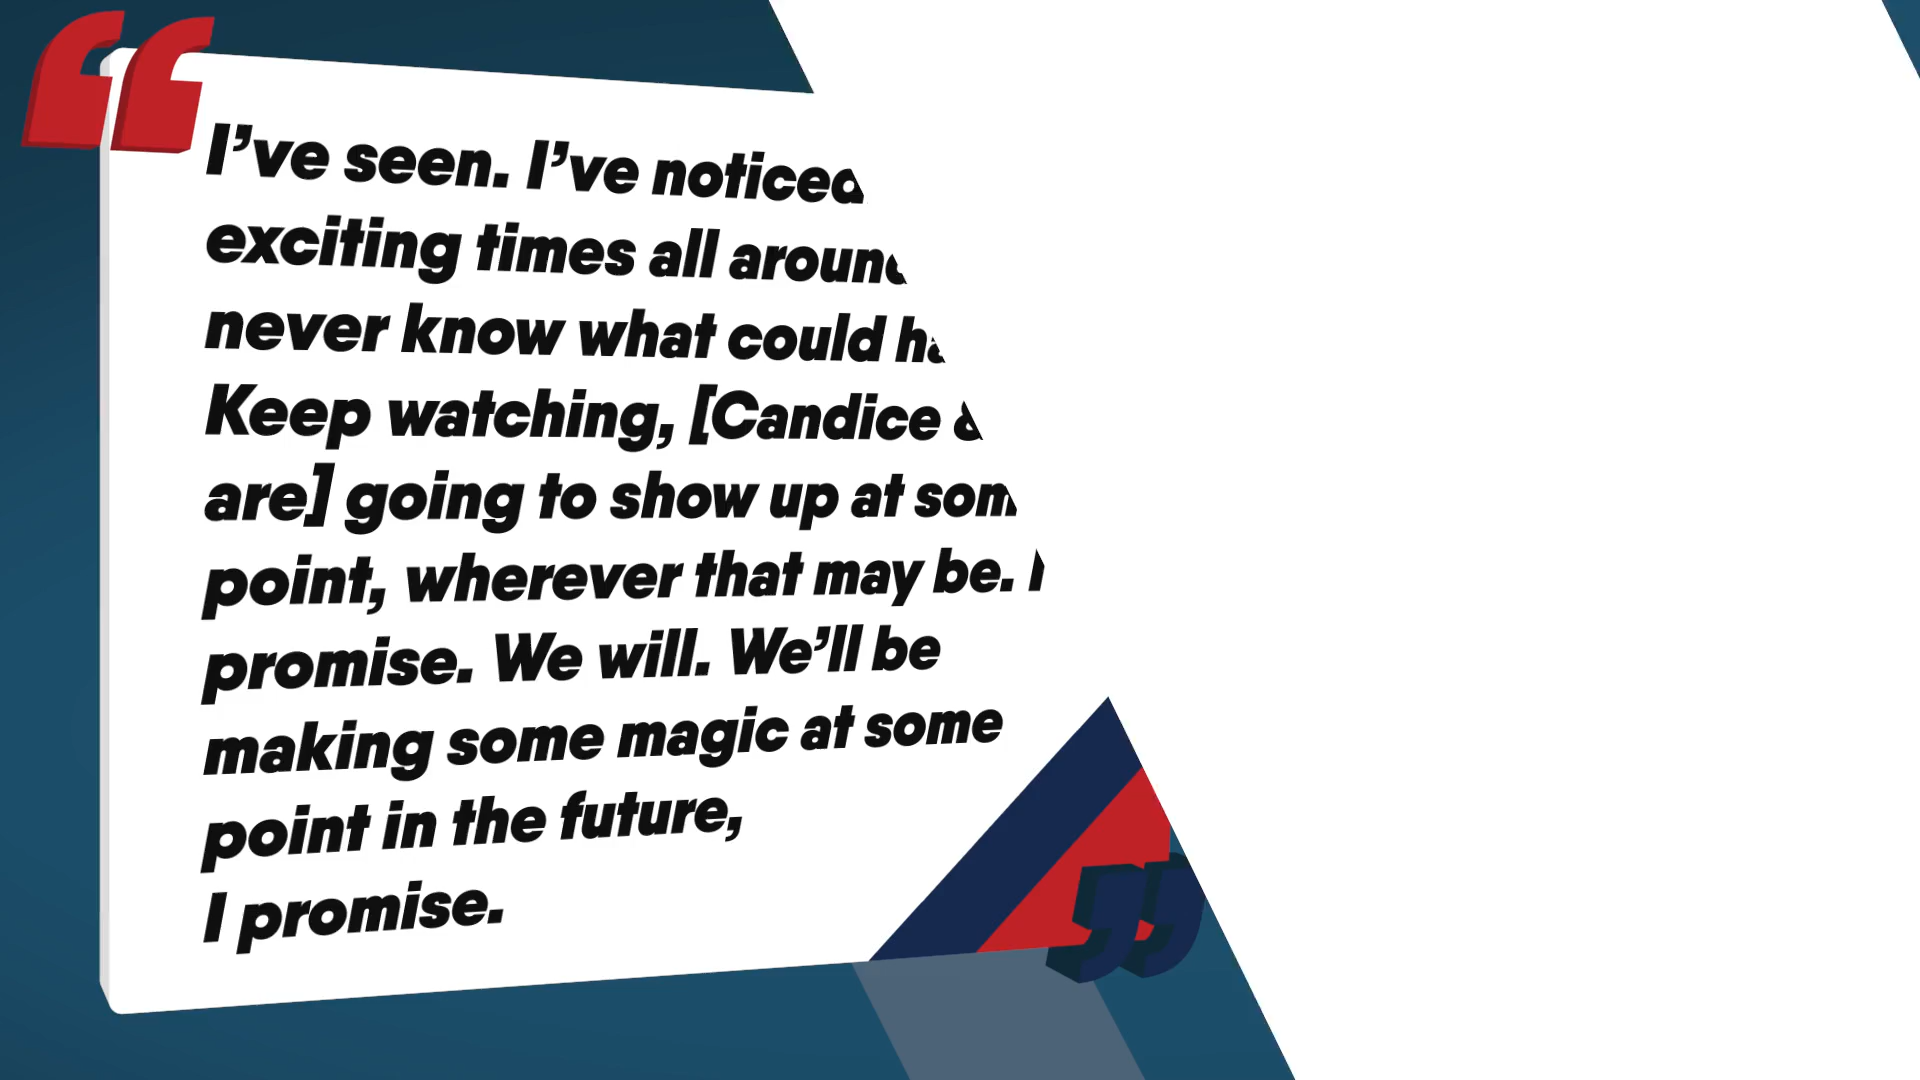 I've seen. I've noticed
exciting times all around
never know what could
Keep watching, [Candice &
are] going to show up at some
point, wherever that may be. I
promise. We will. We'll be
making some magic at some
point in the future,
I promise.